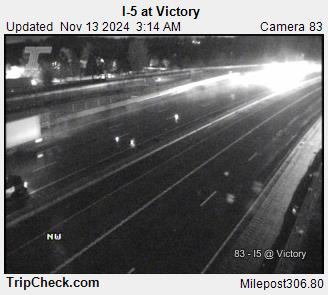 I-5 at Victory
Updated Nov 13 2024 3:14 AM Camera 83
NW
83 - I5 @ Victory
TripCheck.com Milepost306.80